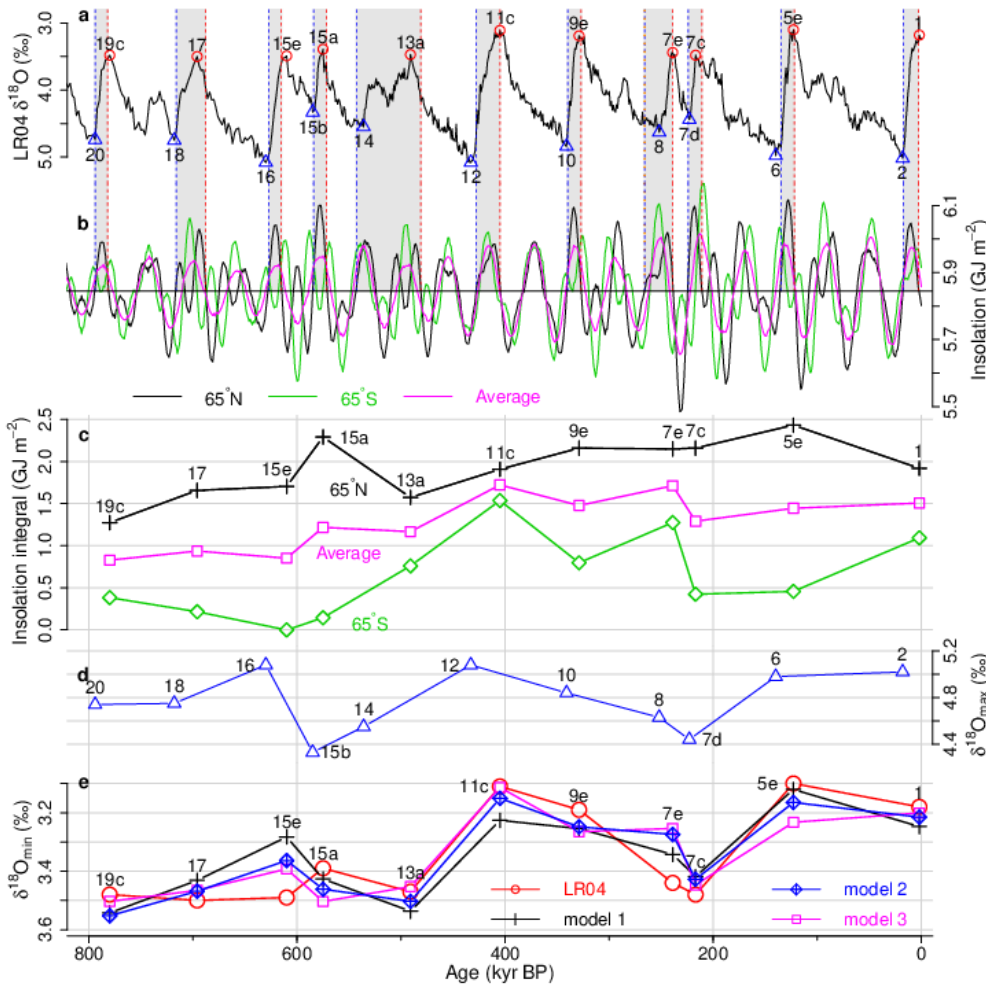 a
3.0
4.0
5.0
LR04 δ18O (‰)
19c
17
15e
15a
13a
11c
9e
7e
7c
5e
1
20
18
16
15b
14
12
10
8
7d
6
2
b
6.1
5.9
5.7
5.5
Insolation (GJ m−2)
65°N
65°S
Average
c
2.5
2.0
1.5
1.0
0.5
0.0
Insolation integral (GJ m−2)
19c
17
15e
15a
13a
11c
9e
7e
7c
5e
1
65°N
Average
65°S
d
5.2
4.8
4.4
δ18Omax (‰)
20
18
16
15b
14
12
10
8
7d
6
2
e
3.2
3.4
3.6
δ18Omin (‰)
19c
17
15e
15a
13a
11c
9e
7e
7c
5e
1
LR04
model 1
model 2
model 3
800
600
400
200
0
Age (kyr BP)